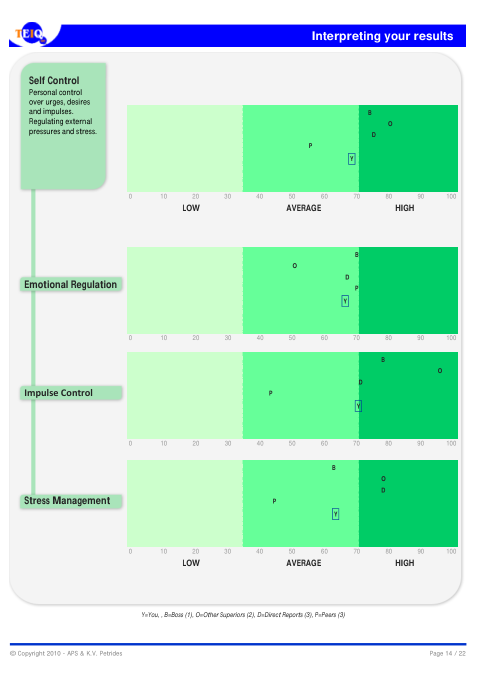 TEIQ
Interpreting your results
Self Control
Personal control
over urges, desires
and impulses.
Regulating external
pressures and stress.
B
O
D
P
Y
0 10 20 30 40 50 60 70 80 90 100
LOW AVERAGE HIGH
Emotional Regulation
B
O
D
P
Y
0 10 20 30 40 50 60 70 80 90 100
Impulse Control
B
O
D
P
Y
0 10 20 30 40 50 60 70 80 90 100
Stress Management
B
O
D
P
Y
0 10 20 30 40 50 60 70 80 90 100
LOW AVERAGE HIGH
Y=You, , B=Boss (1), O=Other Superiors (2), D=Direct Reports (3), P=Peers (3)
© Copyright 2010 - APS & K.V. Petrides Page 14 / 22